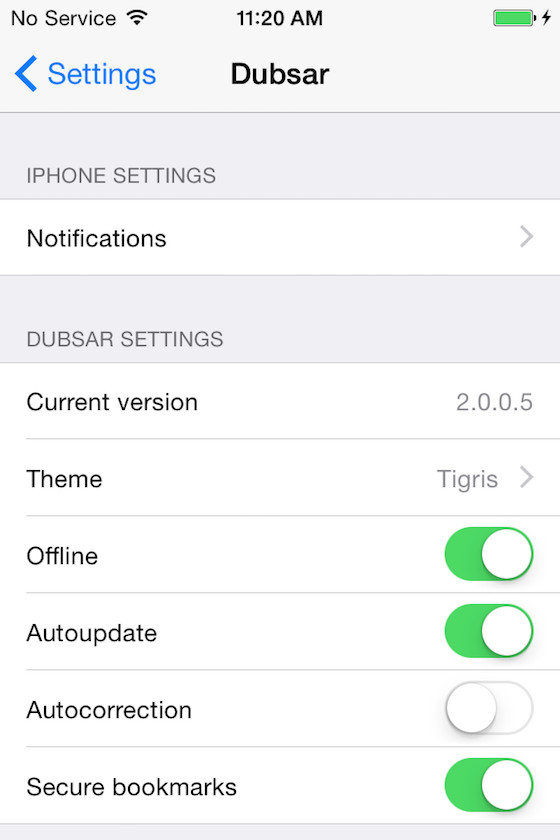 No Service 11:20 AM
Settings Dubsar
IPHONE SETTINGS
Notifications
DUBSAR SETTINGS
Current version 2.0.0.5
Theme Tigris
Offline
Autoupdate
Autocorrection
Secure bookmarks